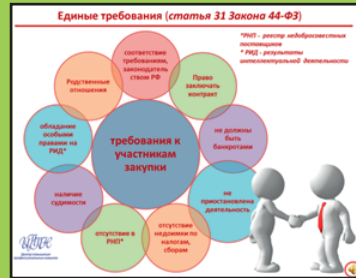 Единые требования (статья 31 Закона 44-ФЗ)
*РНП - реестр недобросовестных
поставщиков
* РИД - результаты
интеллектуальной деятельности
соответствие
требованиям,
законодатель
ством РФ
Право
заключать
контракт
не должны
быть
банкротами
не
приостановлена
деятельность
отсутствие
недоимки по
налогам,
сборам
отсутствие в
РНП*
наличие
судимости
обладание
особыми
правами на
РИД*
Родственные
отношения
требования к
участникам
закупки